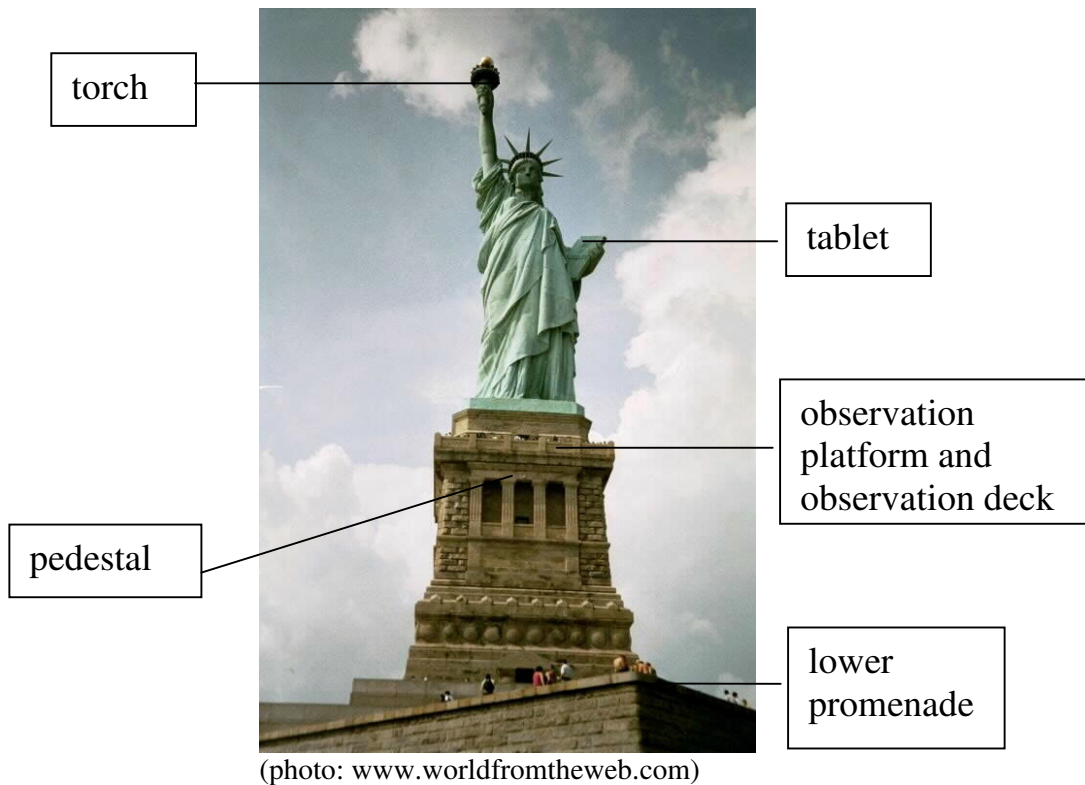 torch
tablet
observation
platform and
observation deck
pedestal
lower
promenade
(photo: www.worldfromtheweb.com)